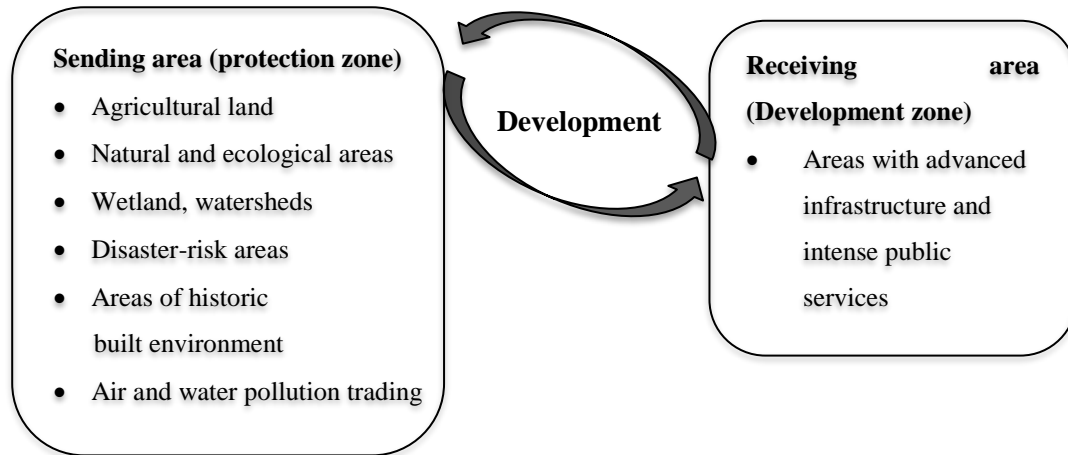 Sending area (protection zone)
• Agricultural land
• Natural and ecological areas
• Wetland, watersheds
• Disaster-risk areas
• Areas of historic
built environment
• Air and water pollution trading
Development
Receiving area
(Development zone)
• Areas with advanced
infrastructure and
intense public
services